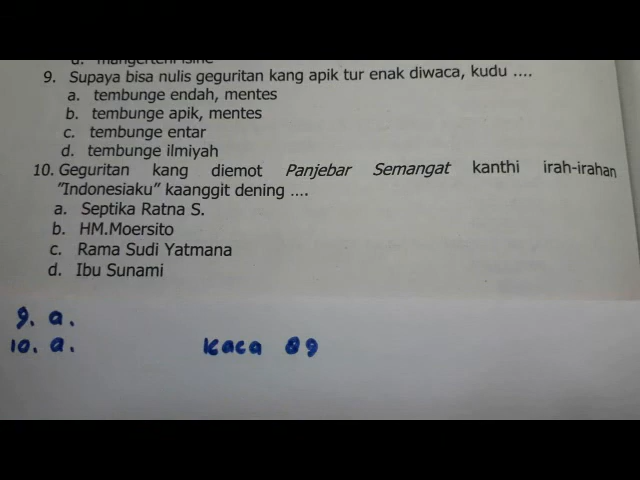 d. mangerteni isine
9. Supaya bisa nulis geguritan kang apik tur enak diwaca, kudu ....
a. tembunge endah, mentes
b. tembunge apik, mentes
c. tembunge entar
d. tembunge ilmiyah
10. Geguritan kang diemot Panjebar Semangat kanthi irah-irahan
"Indonesiaku" kaanggit dening ....
a. Septika Ratna S.
b. HM.Moersito
c. Rama Sudi Yatmana
d. Ibu Sunami
9. a.
10. a. Kaca 89